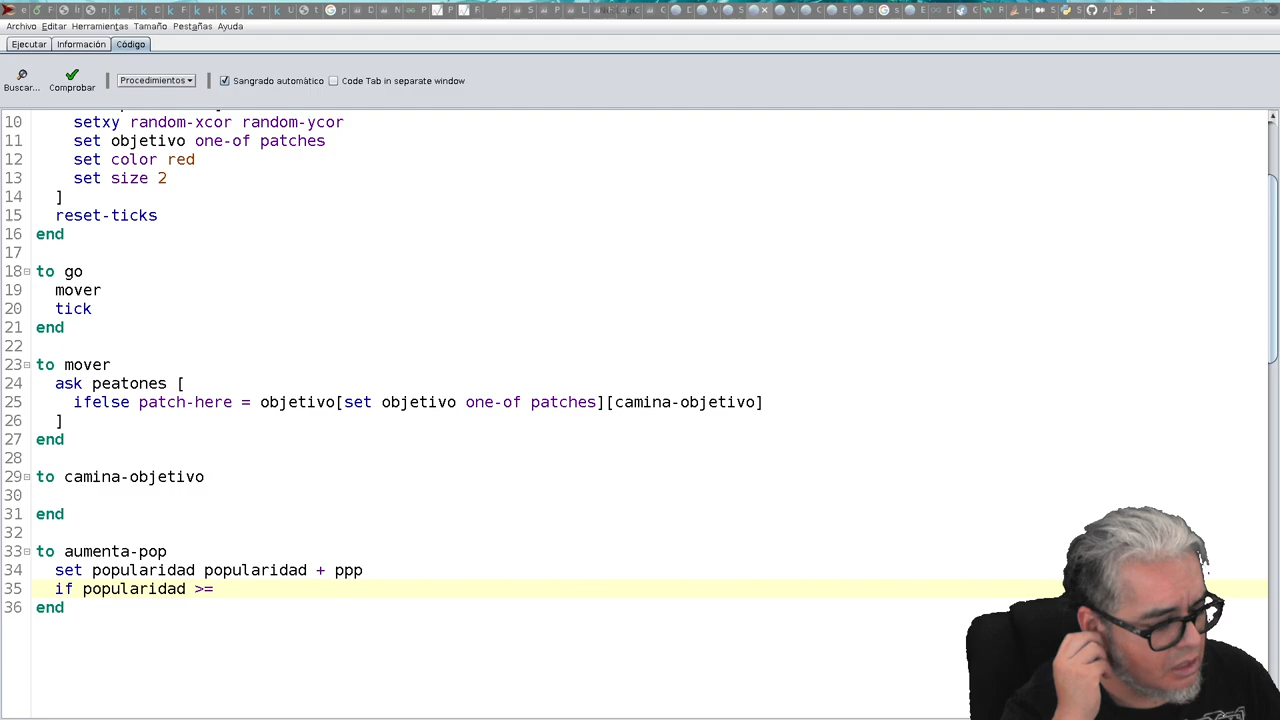 Archivo Editar Herramientas Tamaño Pestañas Ayuda
Ejecutar Información Código
Buscar... Comprobar Procedimientos Sangrado automático Code Tab in separate window
10 setxy random-xcor random-ycor
11 set objetivo one-of patches
12 set color red
13 set size 2
14 ]
15 reset-ticks
16 end
17
18 to go
19 mover
20 tick
21 end
22
23 to mover
24 ask peatones [
25 ifelse patch-here = objetivo[set objetivo one-of patches][camina-objetivo]
26 ]
27 end
28
29 to camina-objetivo
30
31 end
32
33 to aumenta-pop
34 set popularidad popularidad + ppp
35 if popularidad >=
36 end